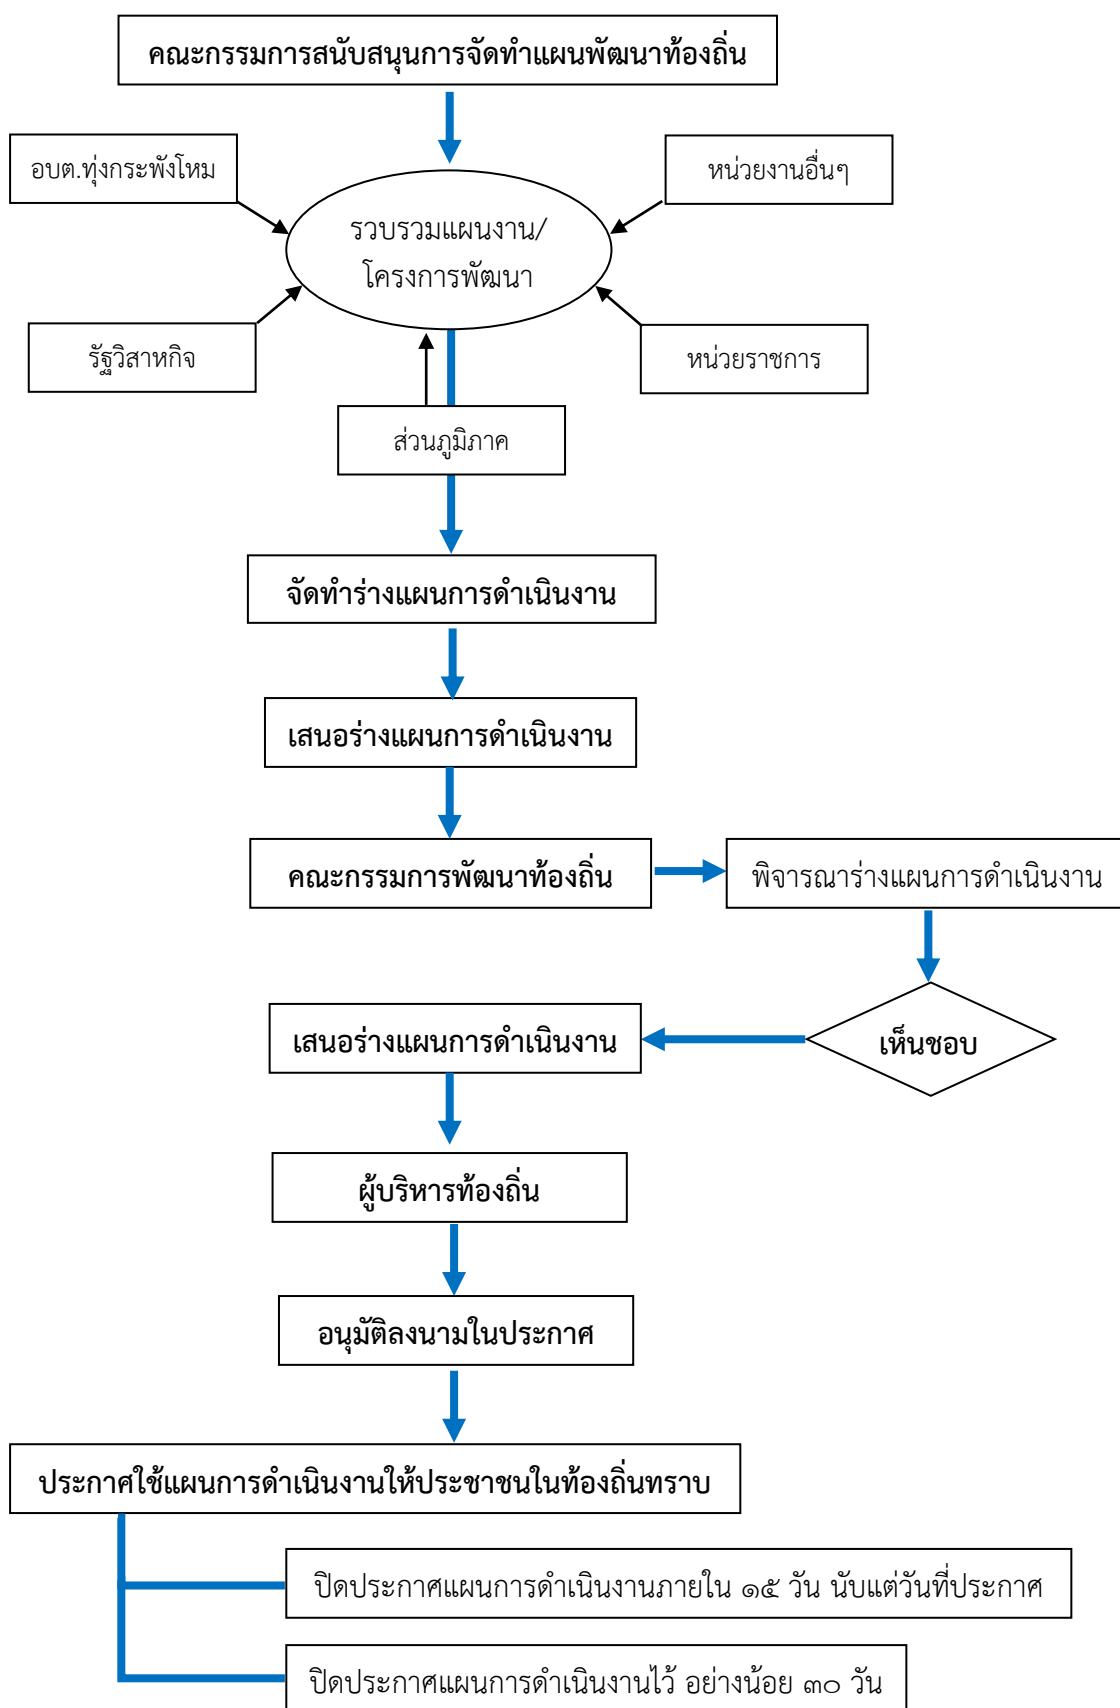 คณะกรรมการสนับสนุนการจัดทำแผนพัฒนาท้องถิ่น
อบต.ทุ่งกระพังโหม
หน่วยงานอื่นๆ
รวบรวมแผนงาน/
โครงการพัฒนา
รัฐวิสาหกิจ
หน่วยราชการ
ส่วนภูมิภาค
จัดทำร่างแผนการดำเนินงาน
เสนอร่างแผนการดำเนินงาน
คณะกรรมการพัฒนาท้องถิ่น
พิจารณาร่างแผนการดำเนินงาน
เสนอร่างแผนการดำเนินงาน
เห็นชอบ
ผู้บริหารท้องถิ่น
อนุมัติลงนามในประกาศ
ประกาศใช้แผนการดำเนินงานให้ประชาชนในท้องถิ่นทราบ
ปิดประกาศแผนการดำเนินงานภายใน ๑๕ วัน นับแต่วันที่ประกาศ
ปิดประกาศแผนการดำเนินงานไว้ อย่างน้อย ๓๐ วัน